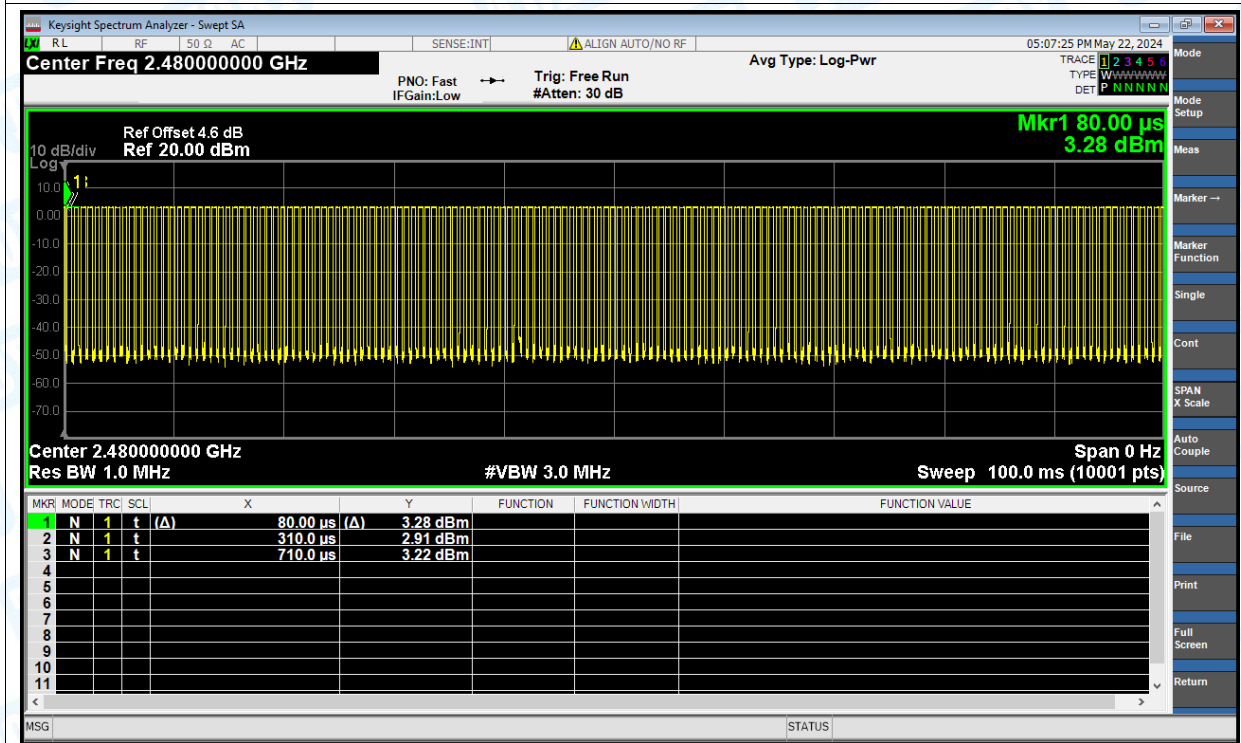 Keysight Spectrum Analyzer - Swept SA
LXI RL RF 50 Ω AC SENSE:INT ALIGN AUTO/NO RF 05:07:25 PM May 22, 2024
Center Freq 2.480000000 GHz
PNO: Fast
IFGain:Low
Trig: Free Run
#Atten: 30 dB
Avg Type: Log-Pwr
TRACE 1 2 3 4 5 6
TYPE WWWWWW
DET P N N N N N
Ref Offset 4.6 dB
10 dB/div Ref 20.00 dBm
Log
Mkr1 80.00 µs
3.28 dBm
1
10.0
0.00
-10.0
-20.0
-30.0
-40.0
-50.0
-60.0
-70.0
Center 2.480000000 GHz Span 0 Hz
Res BW 1.0 MHz #VBW 3.0 MHz Sweep 100.0 ms (10001 pts)
MKR MODE TRC SCL X Y FUNCTION FUNCTION WIDTH FUNCTION VALUE
1 N 1 t (Δ) 80.00 µs (Δ) 3.28 dBm
2 N 1 t 310.0 µs 2.91 dBm
3 N 1 t 710.0 µs 3.22 dBm
4
5
6
7
8
9
10
11
MSG STATUS
Mode
Mode
Setup
Meas
Marker →
Marker
Function
Single
Cont
SPAN
X Scale
Auto
Couple
Source
File
Print
Full
Screen
Return